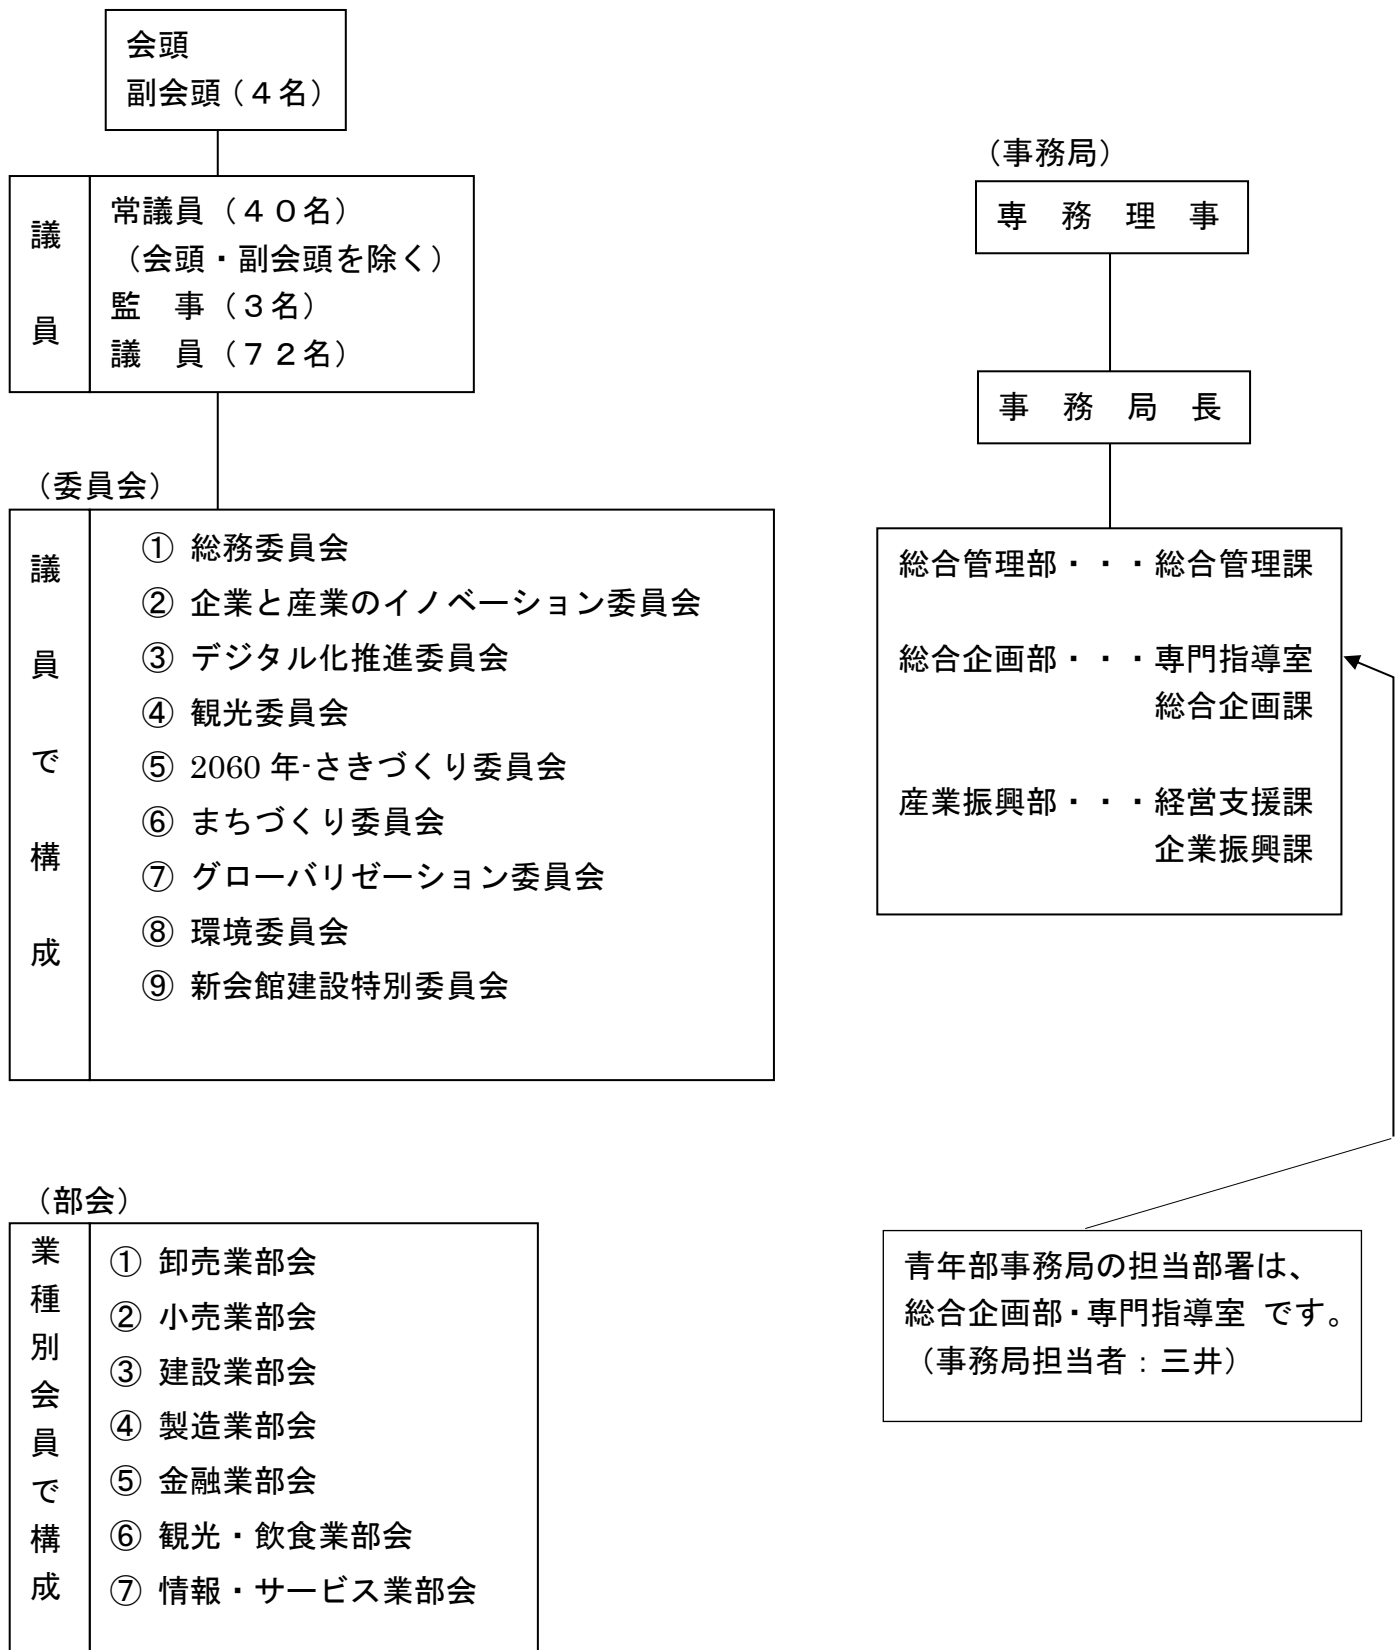 会頭
副会頭（４名）
議員
常議員（４０名）
（会頭・副会頭を除く）
監　事（３名）
議　員（７２名）
（委員会）
議員で構成
① 総務委員会
② 企業と産業のイノベーション委員会
③ デジタル化推進委員会
④ 観光委員会
⑤ 2060 年-さきづくり委員会
⑥ まちづくり委員会
⑦ グローバリゼーション委員会
⑧ 環境委員会
⑨ 新会館建設特別委員会
（部会）
業種別会員で構成
① 卸売業部会
② 小売業部会
③ 建設業部会
④ 製造業部会
⑤ 金融業部会
⑥ 観光・飲食業部会
⑦ 情報・サービス業部会
（事務局）
専　務　理　事
事　務　局　長
総合管理部・・・総合管理課
総合企画部・・・専門指導室
総合企画課
産業振興部・・・経営支援課
企業振興課
青年部事務局の担当部署は、
総合企画部・専門指導室 です。
（事務局担当者：三井）